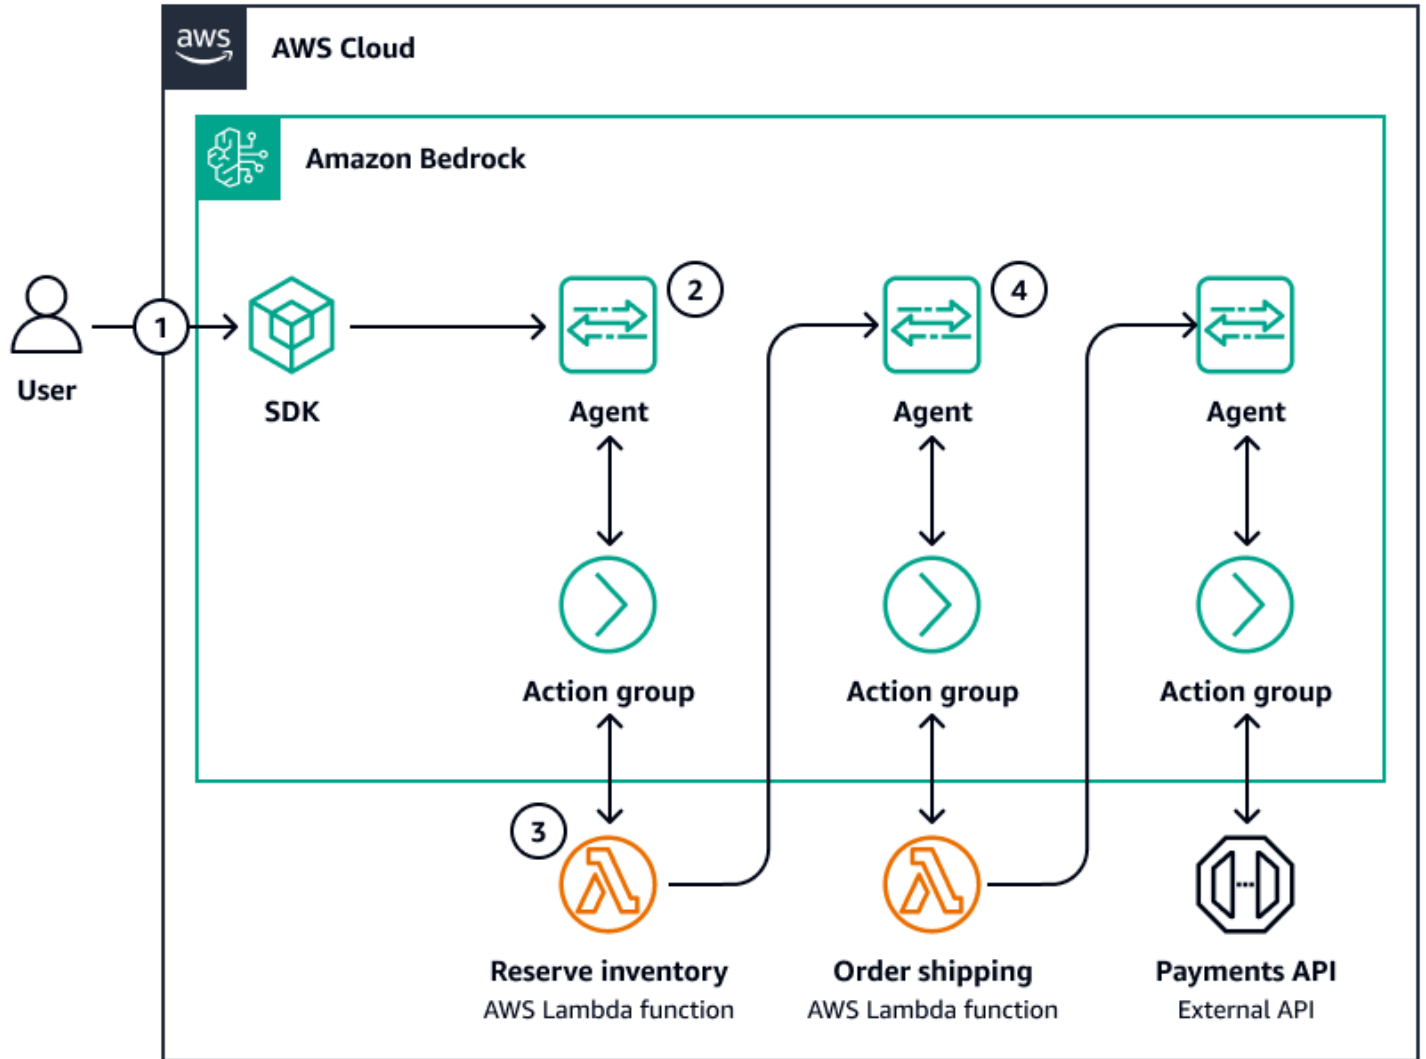 aws
AWS Cloud
Amazon Bedrock
1
2
4
User
SDK
Agent
Agent
Agent
Action group
Action group
Action group
3
Reserve inventory
AWS Lambda function
Order shipping
AWS Lambda function
Payments API
External API